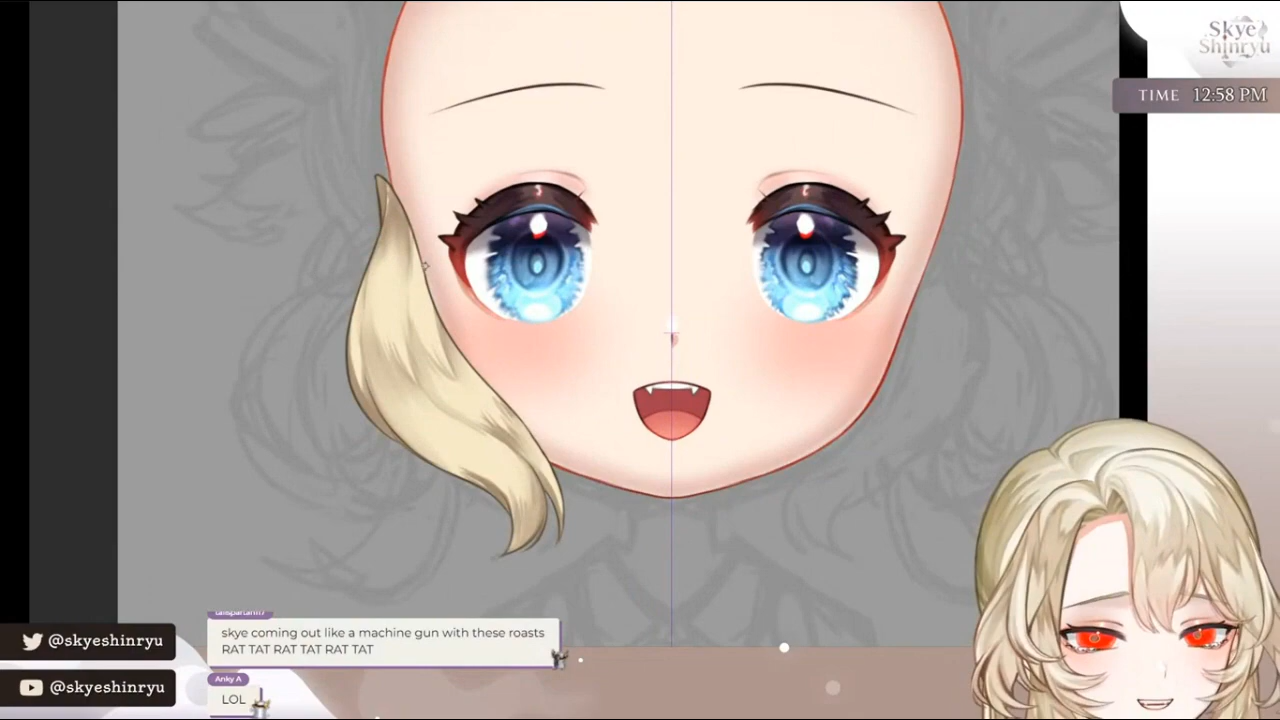 Skye
Shinryu
TIME 12:58 PM
skye coming out like a machine gun with these roasts
RAT TAT RAT TAT RAT TAT
Anky A
LOL
@skyeshinryu
@skyeshinryu